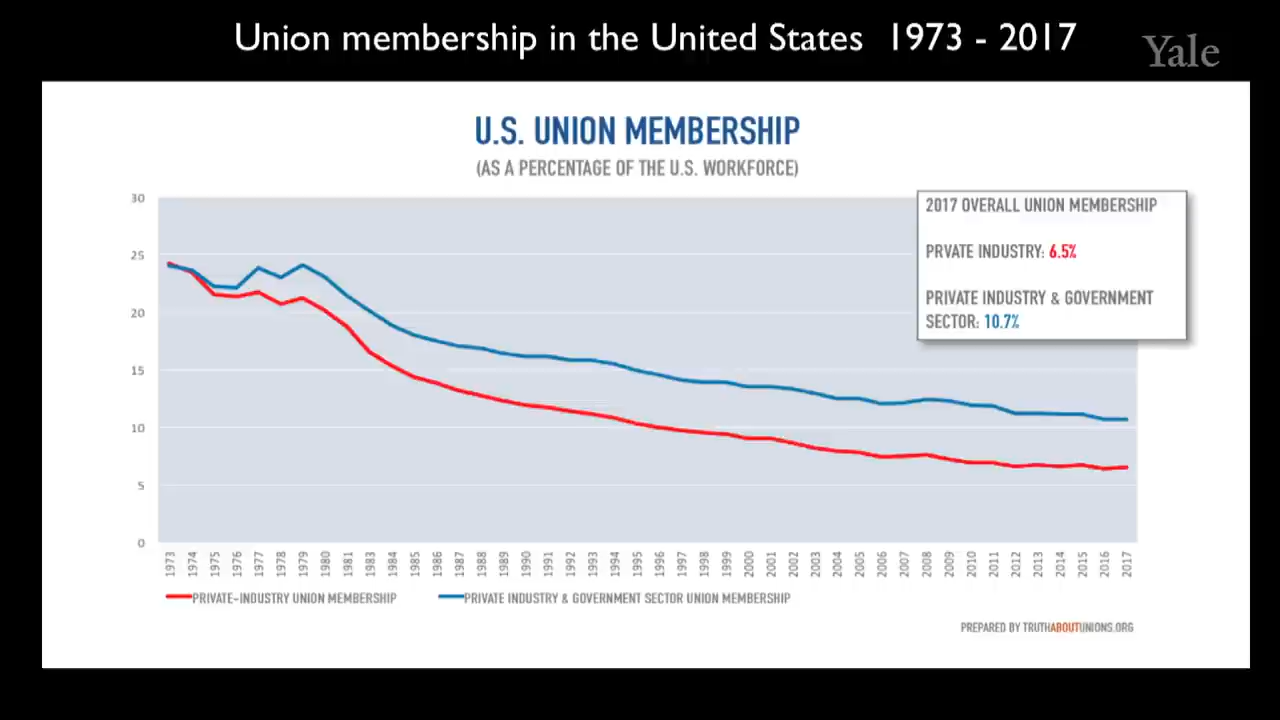 Union membership in the United States 1973 - 2017
Yale
U.S. UNION MEMBERSHIP
(AS A PERCENTAGE OF THE U.S. WORKFORCE)
30
25
20
15
10
5
0
2017 OVERALL UNION MEMBERSHIP
PRVATE INDUSTRY: 6.5%
PRIVATE INDUSTRY & GOVERNMENT
SECTOR: 10.7%
1973 1974 1975 1976 1977 1978 1979 1980 1981 1983 1984 1985 1986 1987 1988 1989 1990 1991 1992 1993 1994 1995 1996 1997 1998 1999 2000 2001 2002 2003 2004 2005 2006 2007 2008 2009 2010 2011 2012 2013 2014 2015 2016 2017
PRIVATE-INDUSTRY UNION MEMBERSHIP PRIVATE INDUSTRY & GOVERNMENT SECTOR UNION MEMBERSHIP
PREPARED BY TRUTHABOUTUNIONS.ORG